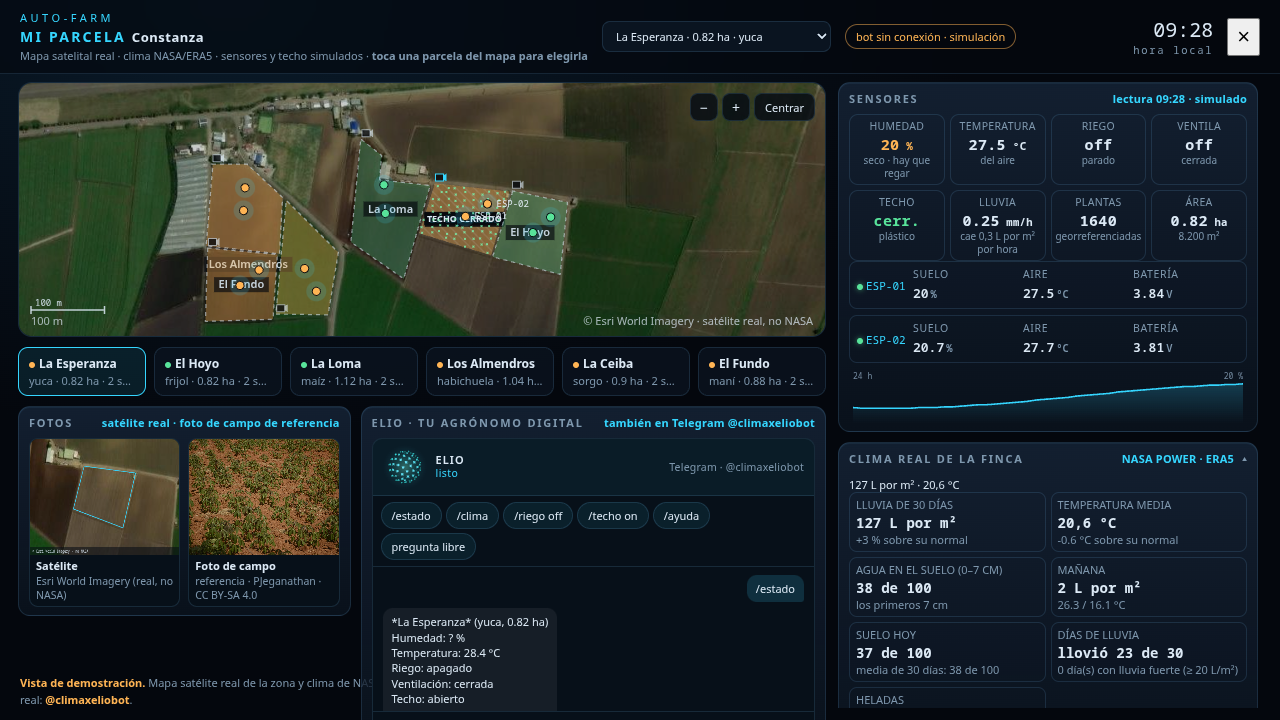 AUTO-FARM
MI PARCELA Constanza
Mapa satelital real · clima NASA/ERA5 · sensores y techo simulados · toca una parcela del mapa para elegirla
La Esperanza · 0.82 ha · yuca
bot sin conexión · simulación
09:28
hora local
×
− + Centrar
La Loma
ESP-02
ESP-01
TECHO CERRADO
El Hoyo
Los Almendros
El Fundo
100 m
100 m
© Esri World Imagery · satélite real, no NASA
La Esperanza
yuca · 0.82 ha · 2 s...
El Hoyo
frijol · 0.82 ha · 2 s...
La Loma
maíz · 1.12 ha · 2 s...
Los Almendros
habichuela · 1.04 h...
La Ceiba
sorgo · 0.9 ha · 2 s...
El Fundo
maní · 0.88 ha · 2 s...
FOTOS
satélite real · foto de campo de referencia
Satélite
Esri World Imagery (real, no NASA)
Foto de campo
referencia · PJeganathan · CC BY-SA 4.0
Vista de demostración. Mapa satélite real de la zona y clima de NAS
real: @climaxeliobot.
ELIO · TU AGRÓNOMO DIGITAL
también en Telegram @climaxeliobot
ELIO
listo
Telegram · @climaxeliobot
/estado /clima /riego off /techo on /ayuda
pregunta libre
/estado
*La Esperanza* (yuca, 0.82 ha)
Humedad: ? %
Temperatura: 28.4 °C
Riego: apagado
Ventilación: cerrada
Techo: abierto
SENSORES
lectura 09:28 · simulado
HUMEDAD
20 %
seco · hay que regar
TEMPERATURA
27.5 °C
del aire
RIEGO
off
parado
VENTILA
off
cerrada
TECHO
cerr.
plástico
LLUVIA
0.25 mm/h
cae 0,3 L por m² por hora
PLANTAS
1640
georreferenciadas
ÁREA
0.82 ha
8.200 m²
ESP-01
SUELO
20 %
AIRE
27.5 °C
BATERÍA
3.84 V
ESP-02
SUELO
20.7 %
AIRE
27.7 °C
BATERÍA
3.81 V
24 h
20 %
CLIMA REAL DE LA FINCA
NASA POWER · ERA5 ▴
127 L por m² · 20,6 °C
LLUVIA DE 30 DÍAS
127 L por m²
+3 % sobre su normal
TEMPERATURA MEDIA
20,6 °C
-0.6 °C sobre su normal
AGUA EN EL SUELO (0–7 CM)
38 de 100
los primeros 7 cm
MAÑANA
2 L por m²
26.3 / 16.1 °C
SUELO HOY
37 de 100
media de 30 días: 38 de 100
DÍAS DE LLUVIA
llovió 23 de 30
0 día(s) con lluvia fuerte (≥ 20 L/m²)
HELADAS